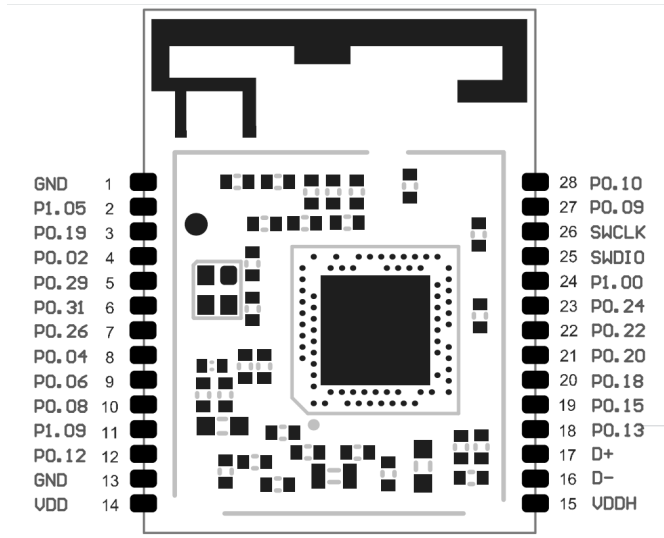 GND 1 28 P0.10
P1.05 2 27 P0.09
P0.19 3 26 SWCLK
P0.02 4 25 SWDIO
P0.29 5 24 P1.00
P0.31 6 23 P0.24
P0.26 7 22 P0.22
P0.04 8 21 P0.20
P0.06 9 20 P0.18
P0.08 10 19 P0.15
P1.09 11 18 P0.13
P0.12 12 17 D+
GND 13 16 D-
VDD 14 15 VDDH